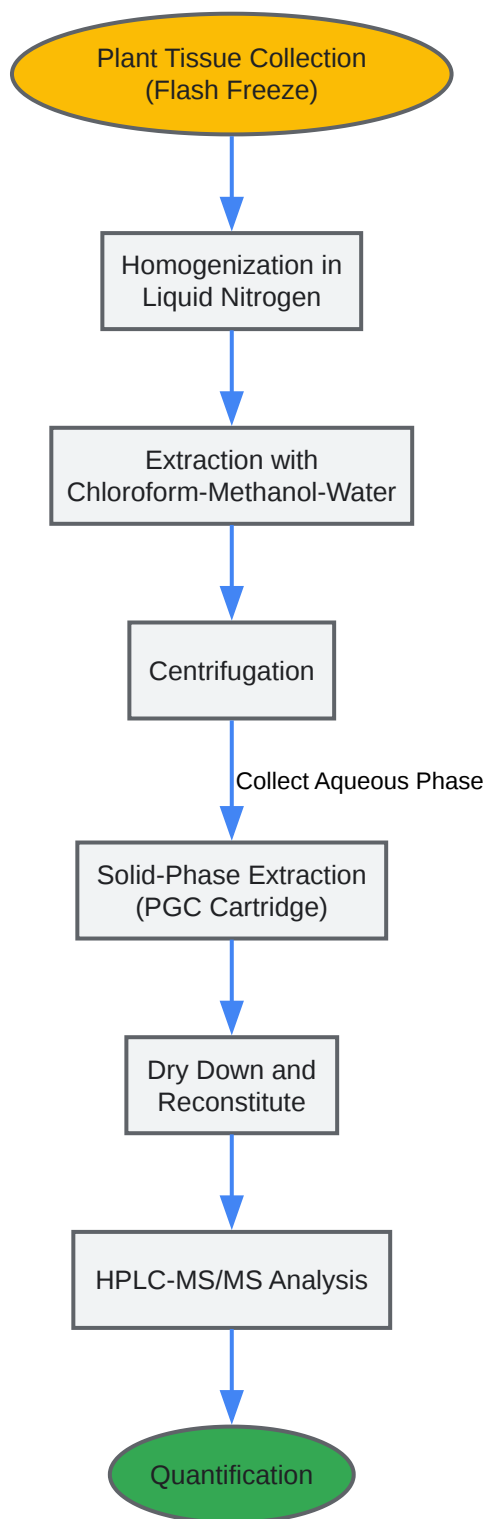 Plant Tissue Collection
(Flash Freeze)
Homogenization in
Liquid Nitrogen
Extraction with
Chloroform-Methanol-Water
Centrifugation
Collect Aqueous Phase
Solid-Phase Extraction
(PGC Cartridge)
Dry Down and
Reconstitute
HPLC-MS/MS Analysis
Quantification